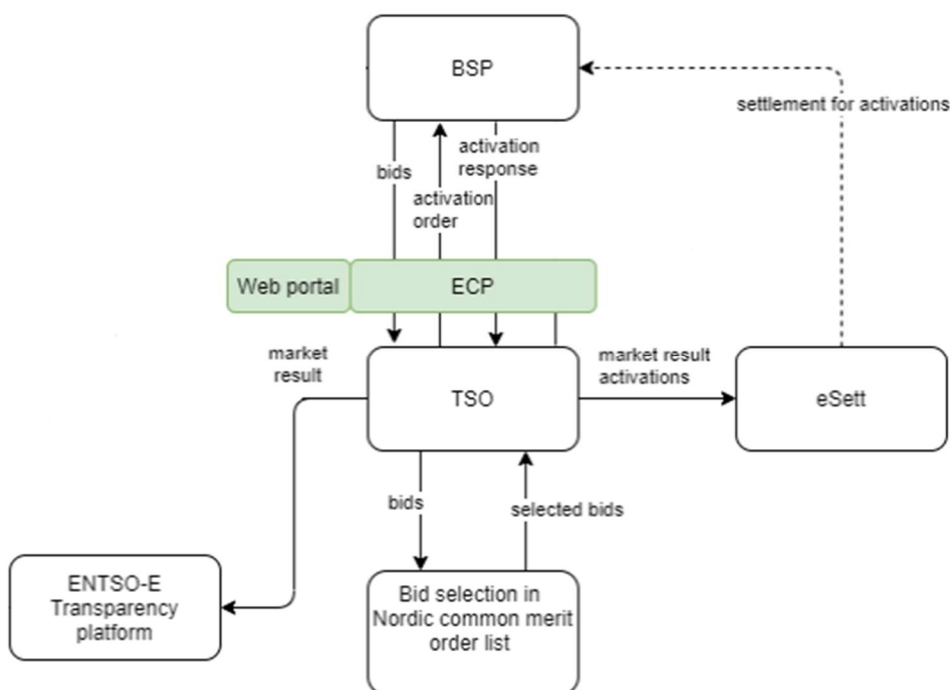 BSP
settlement for activations
bids
activation
response
activation
order
Web portal
ECP
market
result
TSO
market result
activations
eSett
bids
selected bids
ENTSO-E
Transparency
platform
Bid selection in
Nordic common merit
order list